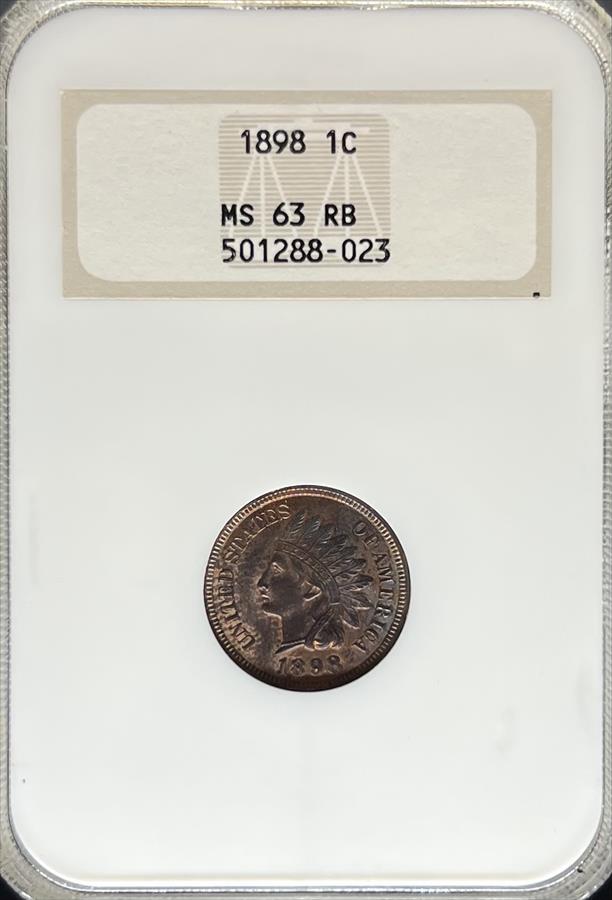 1898 1C
MS 63 RB
501288-023
UNITED STATES OF AMERICA
1898